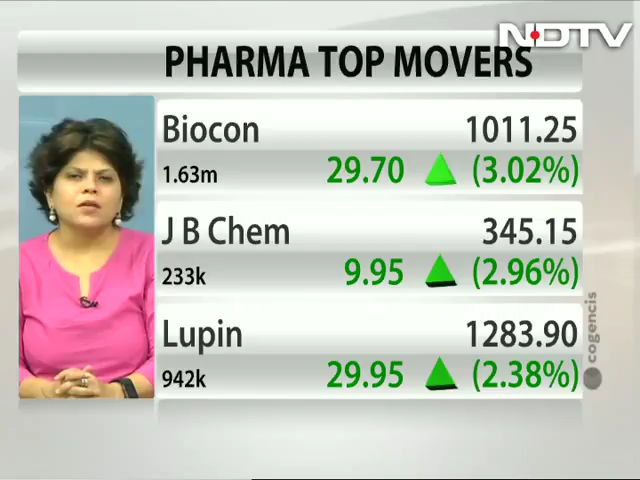 NDTV
PHARMA TOP MOVERS
Biocon 1011.25
1.63m 29.70 (3.02%)
J B Chem 345.15
233k 9.95 (2.96%)
Lupin 1283.90
942k 29.95 (2.38%)
cogencis